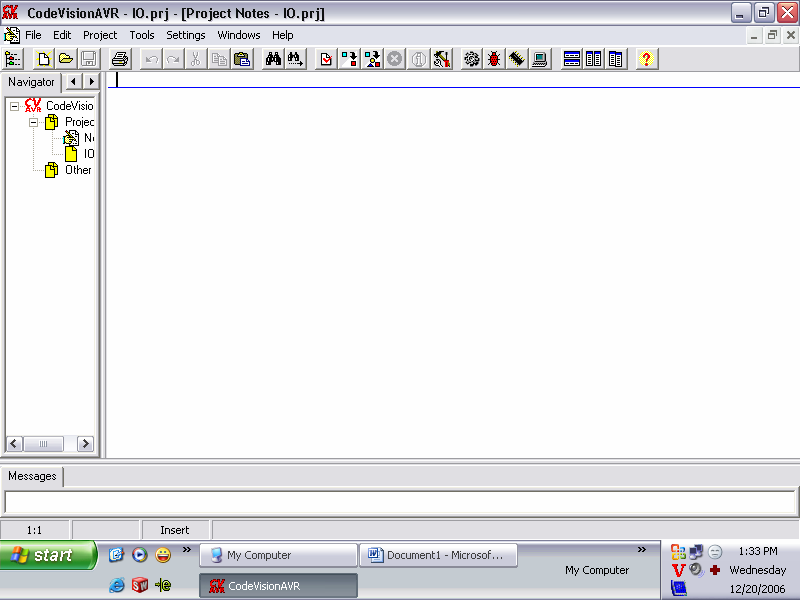 CodeVisionAVR - IO.prj - [Project Notes - IO.prj]
File Edit Project Tools Settings Windows Help
Navigator
CodeVisio
Projec
No
IO
Other
Messages
1:1 Insert
start My Computer Document1 - Microsof... My Computer 1:33 PM
CodeVisionAVR Wednesday
12/20/2006